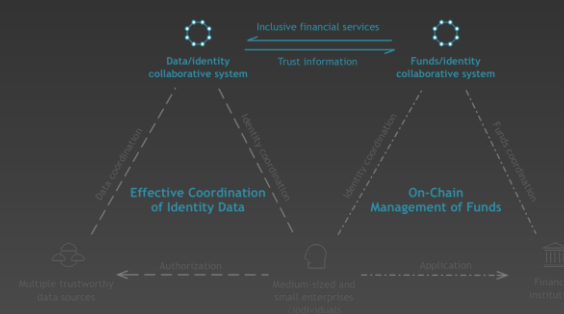 Inclusive financial services
Trust information
Data/identity
collaborative system
Funds/identity
collaborative system
Data coordination
Identity coordination
Identity coordination
Funds coordination
Effective Coordination
of Identity Data
On-Chain
Management of Funds
Authorization
Application
Multiple trustworthy
data sources
Medium-sized and
small enterprises